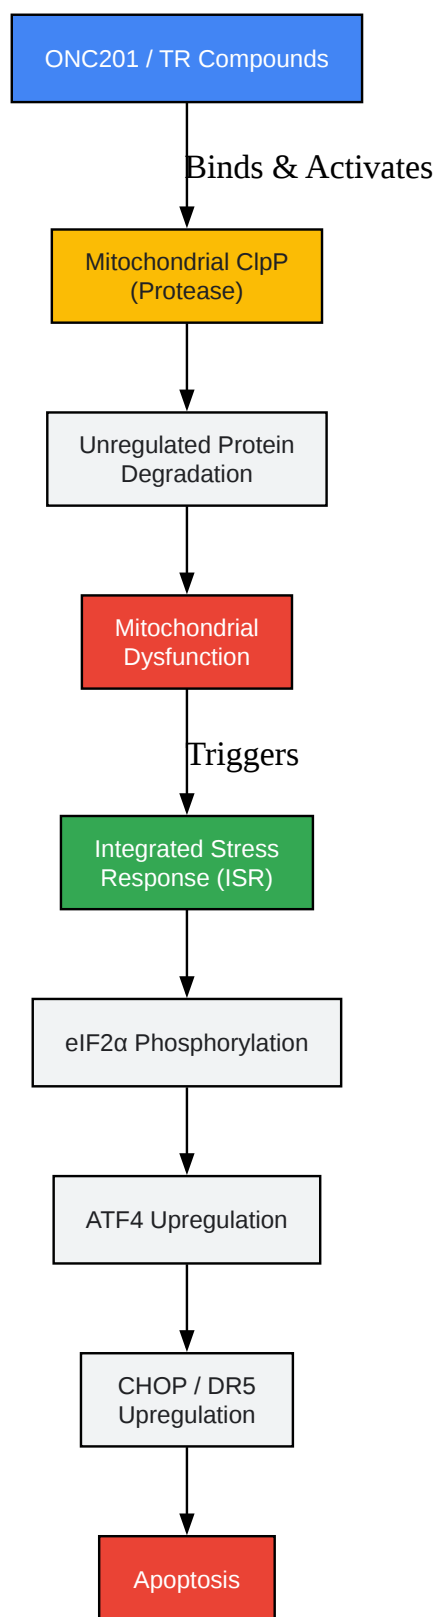 ONC201 / TR Compounds
Binds & Activates
Mitochondrial ClpP
(Protease)
Unregulated Protein
Degradation
Mitochondrial
Dysfunction
Triggers
Integrated Stress
Response (ISR)
eIF2α Phosphorylation
ATF4 Upregulation
CHOP / DR5
Upregulation
Apoptosis